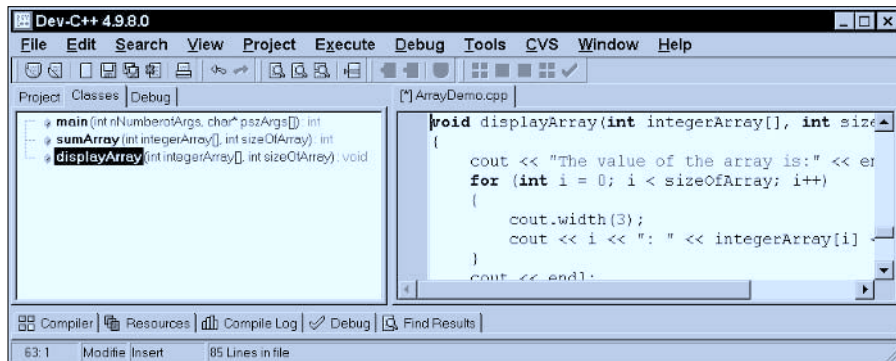 Dev-C++ 4.9.8.0
File Edit Search View Project Execute Debug Tools CVS Window Help
Project Classes Debug
main (int nNumberofArgs, char* pszArgs[]) : int
sumArray (int integerArray[], int sizeOfArray) : int
displayArray (int integerArray[], int sizeOfArray) : void
[*] ArrayDemo.cpp
void displayArray(int integerArray[], int size
{
cout << "The value of the array is:" << en
for (int i = 0; i < sizeOfArray; i++)
{
cout.width(3);
cout << i << ": " << integerArray[i] <
}
cout << endl;
Compiler Resources Compile Log Debug Find Results
63: 1 Modifie Insert 85 Lines in file